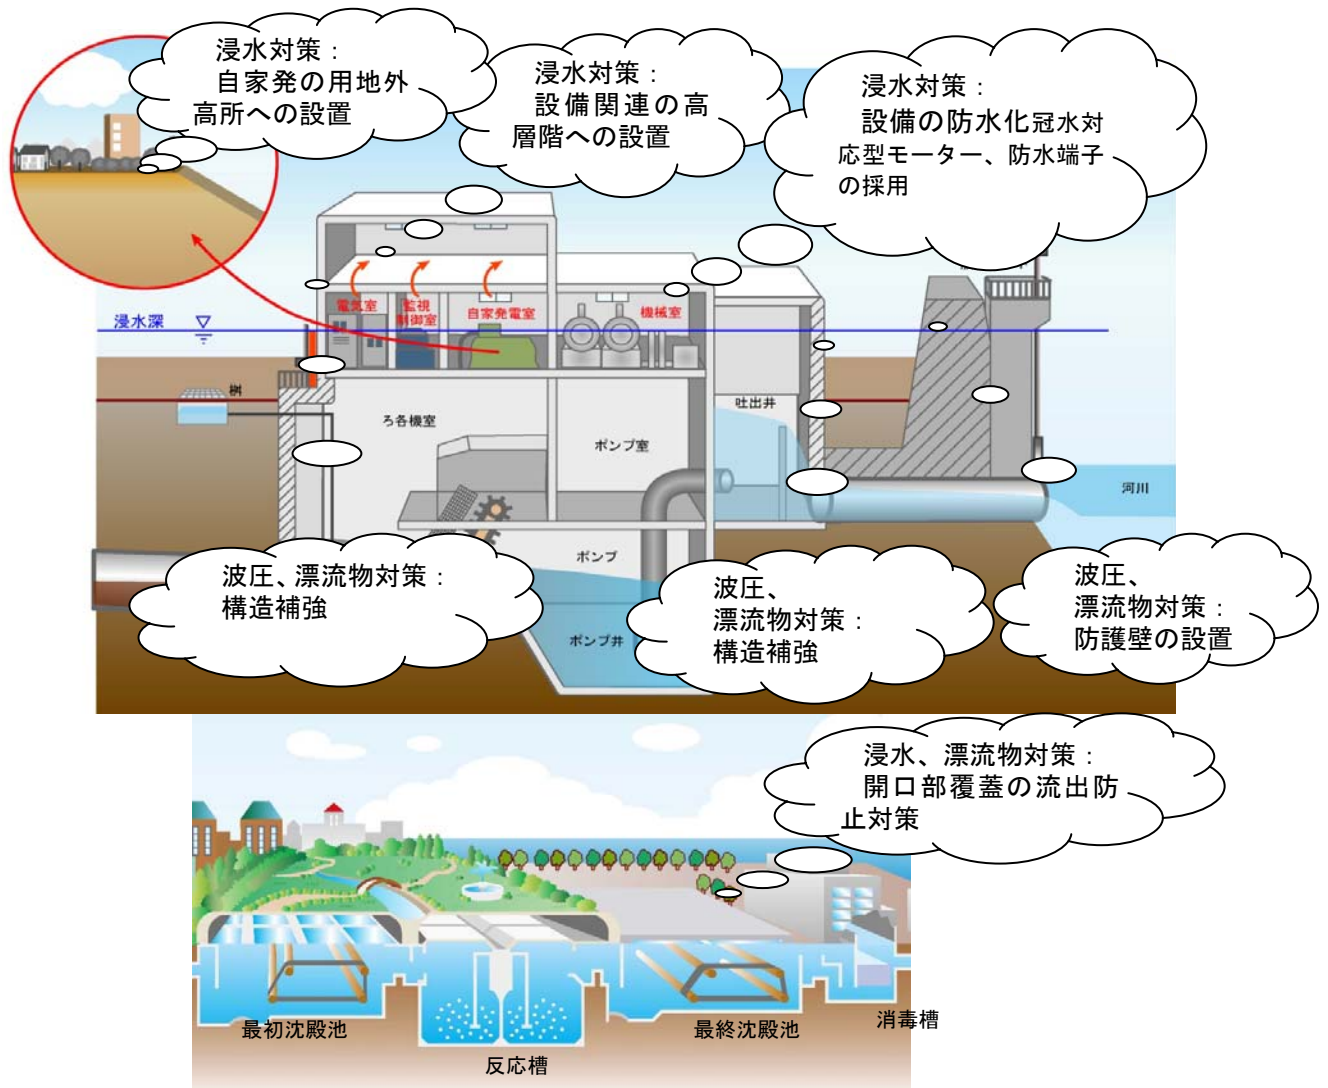 浸水対策：
自家発の用地外
高所への設置
浸水対策：
設備関連の高
層階への設置
浸水対策：
設備の防水化冠水対
応型モーター、防水端子
の採用
浸水深
電気室
監視
制御室
自家発電室
機械室
桝
ろ各機室
ポンプ室
吐出井
河川
ポンプ
ポンプ井
波圧、漂流物対策：
構造補強
波圧、
漂流物対策：
構造補強
波圧、
漂流物対策：
防護壁の設置
浸水、漂流物対策：
開口部覆蓋の流出防
止対策
最初沈殿池
反応槽
最終沈殿池
消毒槽